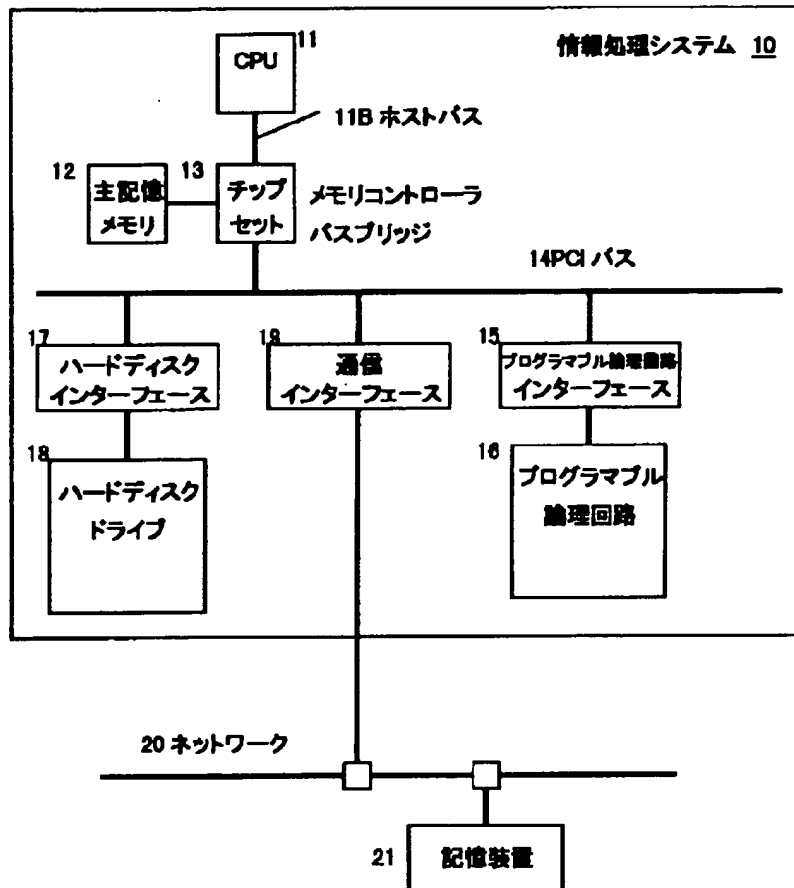 情報処理システム 10
11
CPU
11B ホストバス
12
主記憶
メモリ
13
チップ
セット
メモリコントローラ
バスブリッジ
14PCI バス
17
ハードディスク
インターフェース
19
通信
インターフェース
15
プログラマブル論理回路
インターフェース
18
ハードディスク
ドライブ
16
プログラマブル
論理回路
20 ネットワーク
21
記憶装置